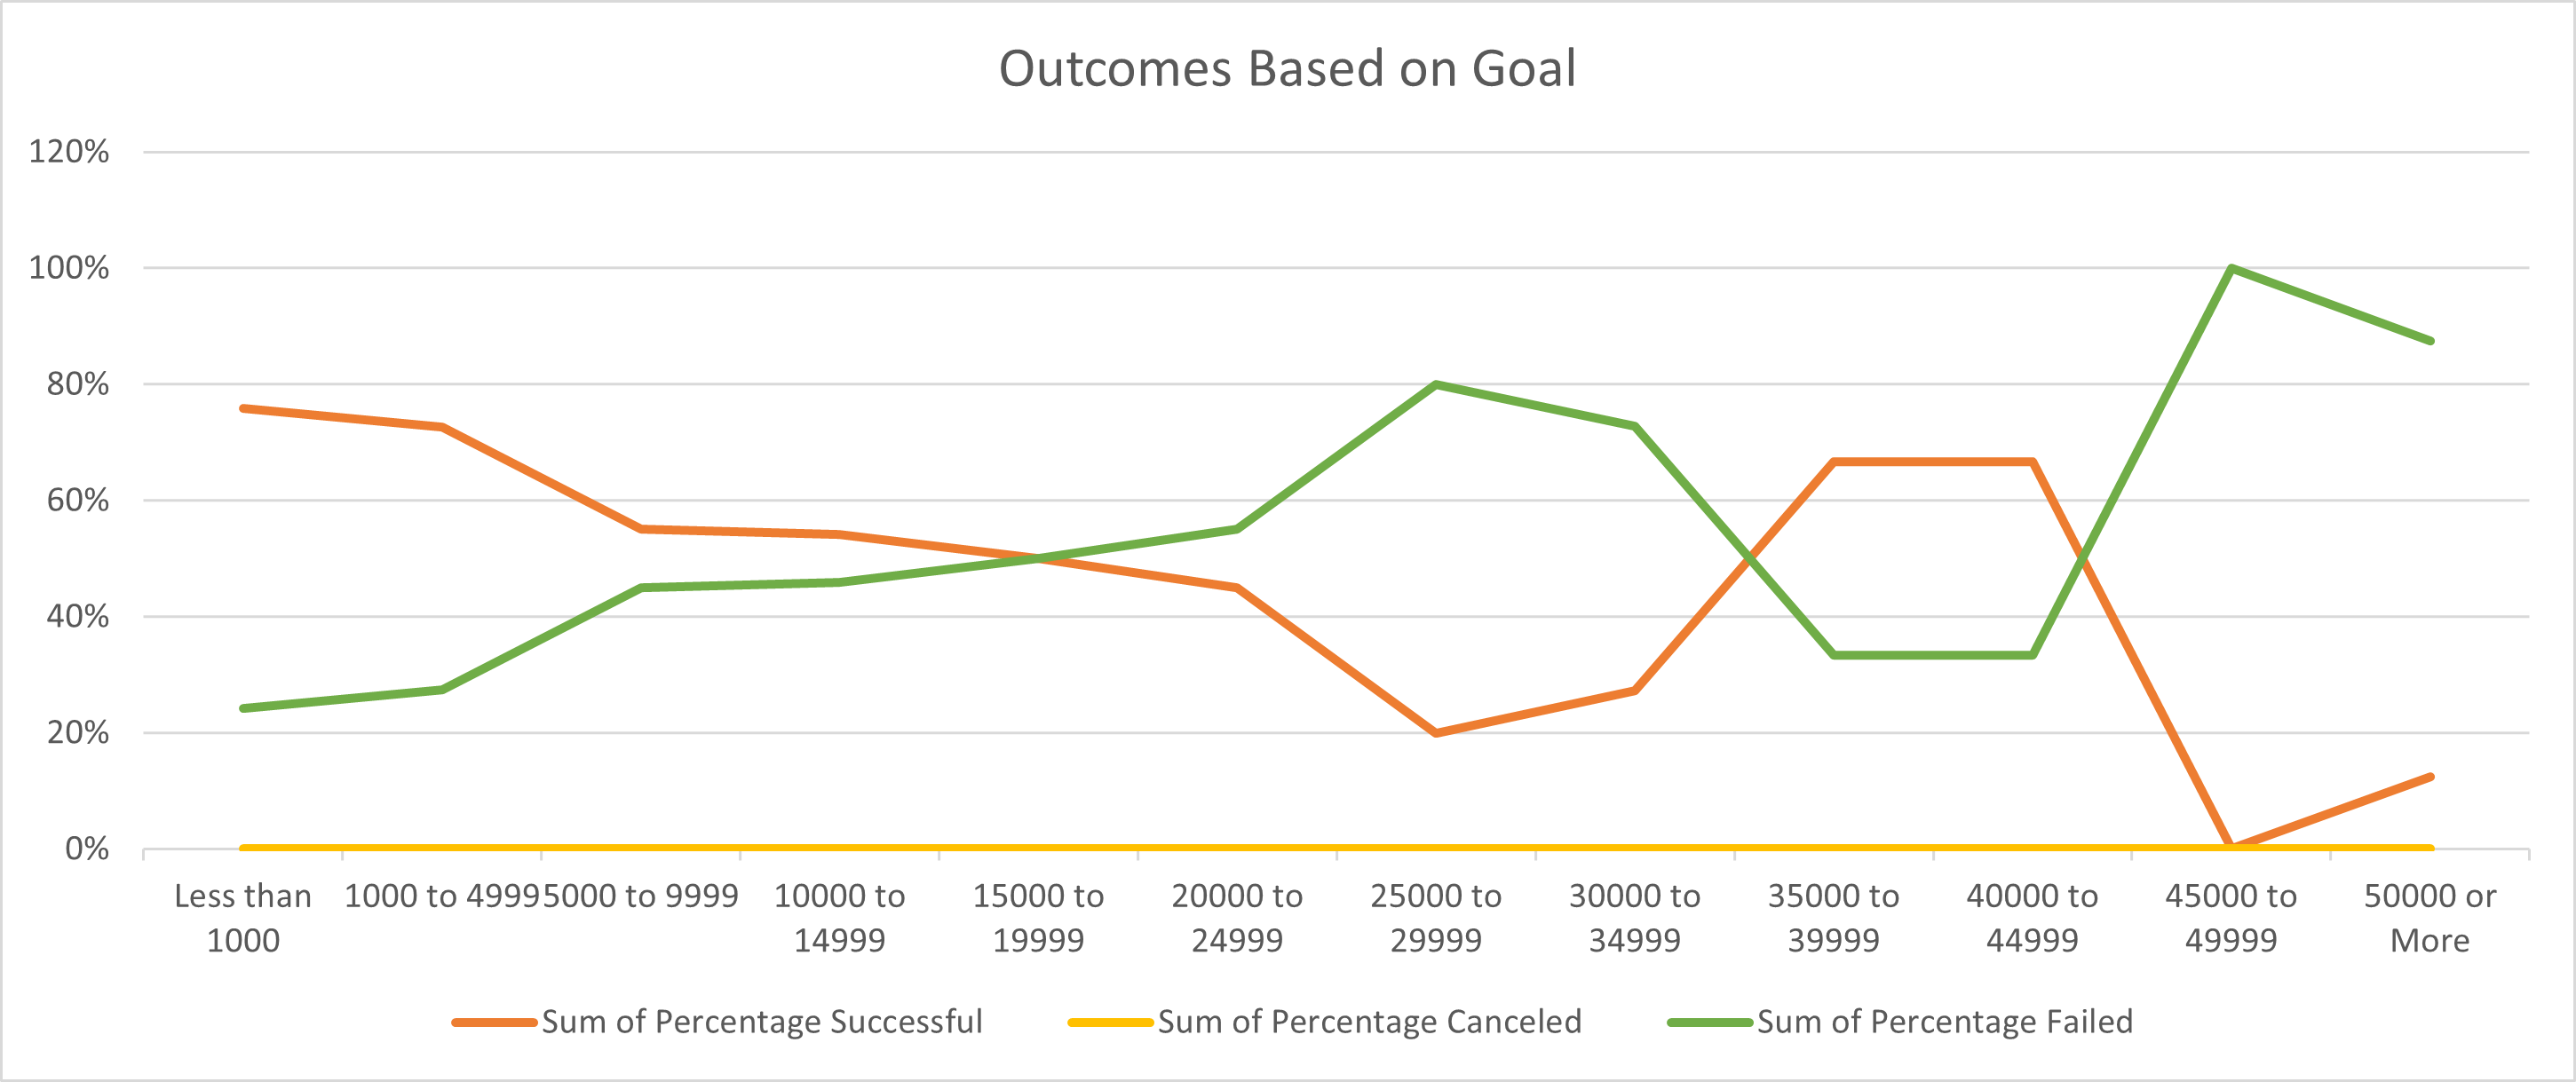 Outcomes Based on Goal
120%
100%
80%
60%
40%
20%
0%
Less than
1000
1000 to 4999
5000 to 9999
10000 to
14999
15000 to
19999
20000 to
24999
25000 to
29999
30000 to
34999
35000 to
39999
40000 to
44999
45000 to
49999
50000 or
More
Sum of Percentage Successful
Sum of Percentage Canceled
Sum of Percentage Failed